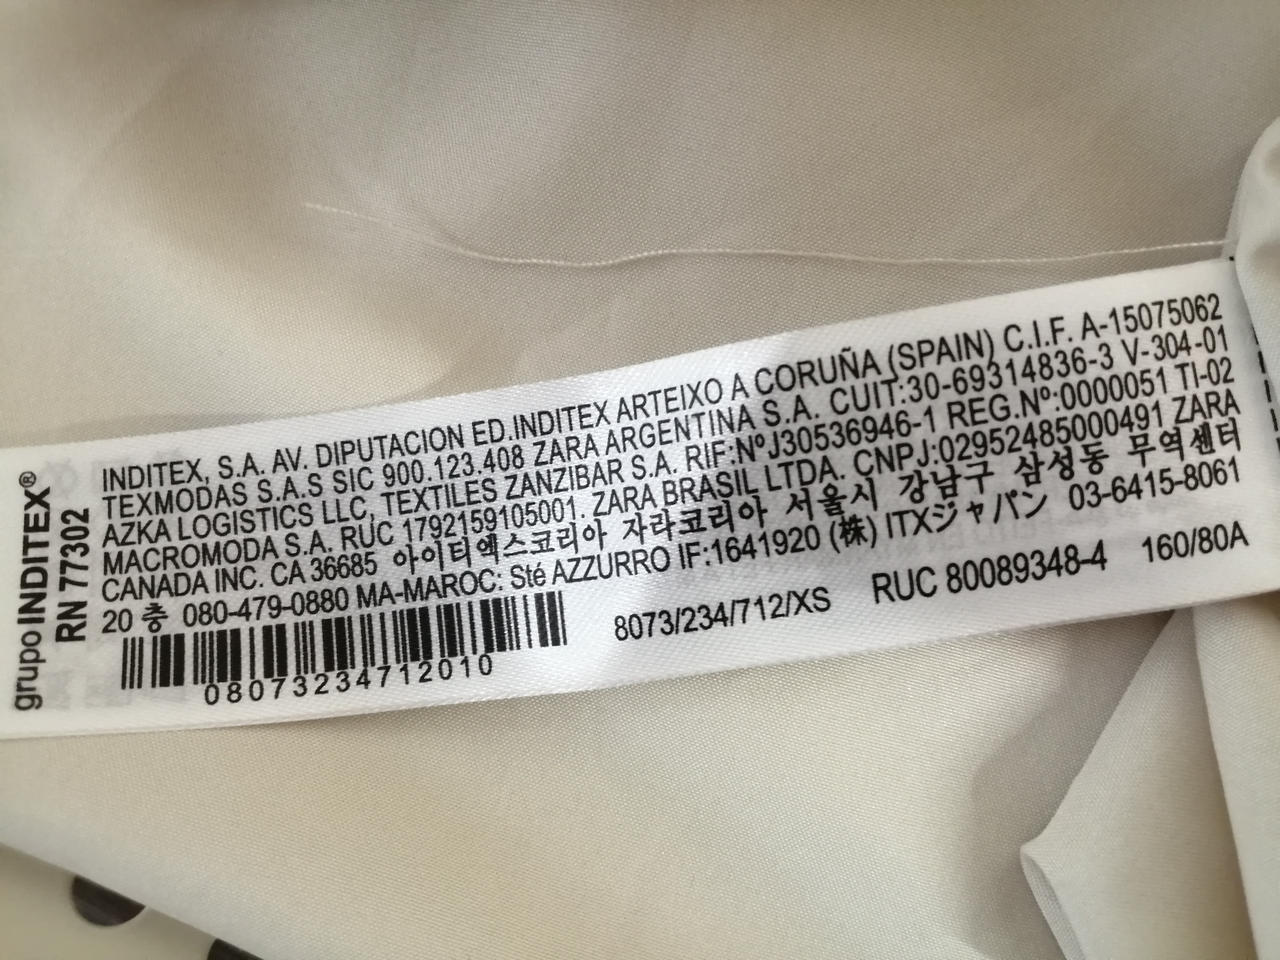 grupo INDITEX®
RN 77302
INDITEX, S.A. AV. DIPUTACION ED.INDITEX ARTEIXO A CORUÑA (SPAIN) C.I.F. A-15075062
TEXMODAS S.A.S SIC 900.123.408 ZARA ARGENTINA S.A. CUIT:30-69314836-3 V-304-01
AZKA LOGISTICS LLC, TEXTILES ZANZIBAR S.A. RIF:NºJ30536946-1 REG.Nº:0000051 TI-02
MACROMODA S.A. RUC 1792159105001. ZARA BRASIL LTDA. CNPJ:02952485000491 ZARA
CANADA INC. CA 36685 아이티엑스코리아 자라코리아 서울시 강남구 삼성동 무역센터
20 층 080-479-0880 MA-MAROC: Sté AZZURRO IF:1641920 (株) ITXジャパン 03-6415-8061
8073/234/712/XS RUC 80089348-4 160/80A
08073234712010